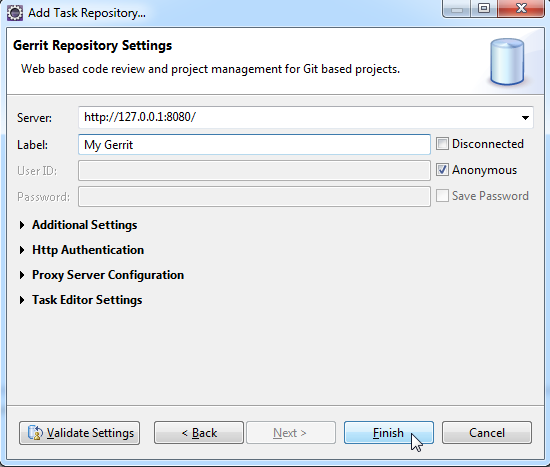 Add Task Repository...
Gerrit Repository Settings
Web based code review and project management for Git based projects.
Server: http://127.0.0.1:8080/
Label: My Gerrit Disconnected
User ID: Anonymous
Password: Save Password
Additional Settings
Http Authentication
Proxy Server Configuration
Task Editor Settings
Validate Settings < Back Next > Finish Cancel